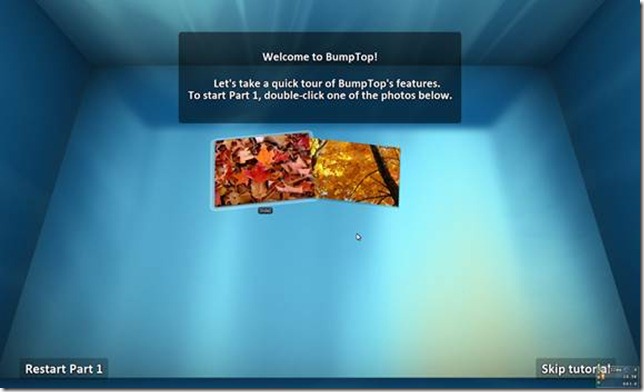 Welcome to BumpTop!
Let's take a quick tour of BumpTop's features.
To start Part 1, double-click one of the photos below.
Restart Part 1
Skip tutorial